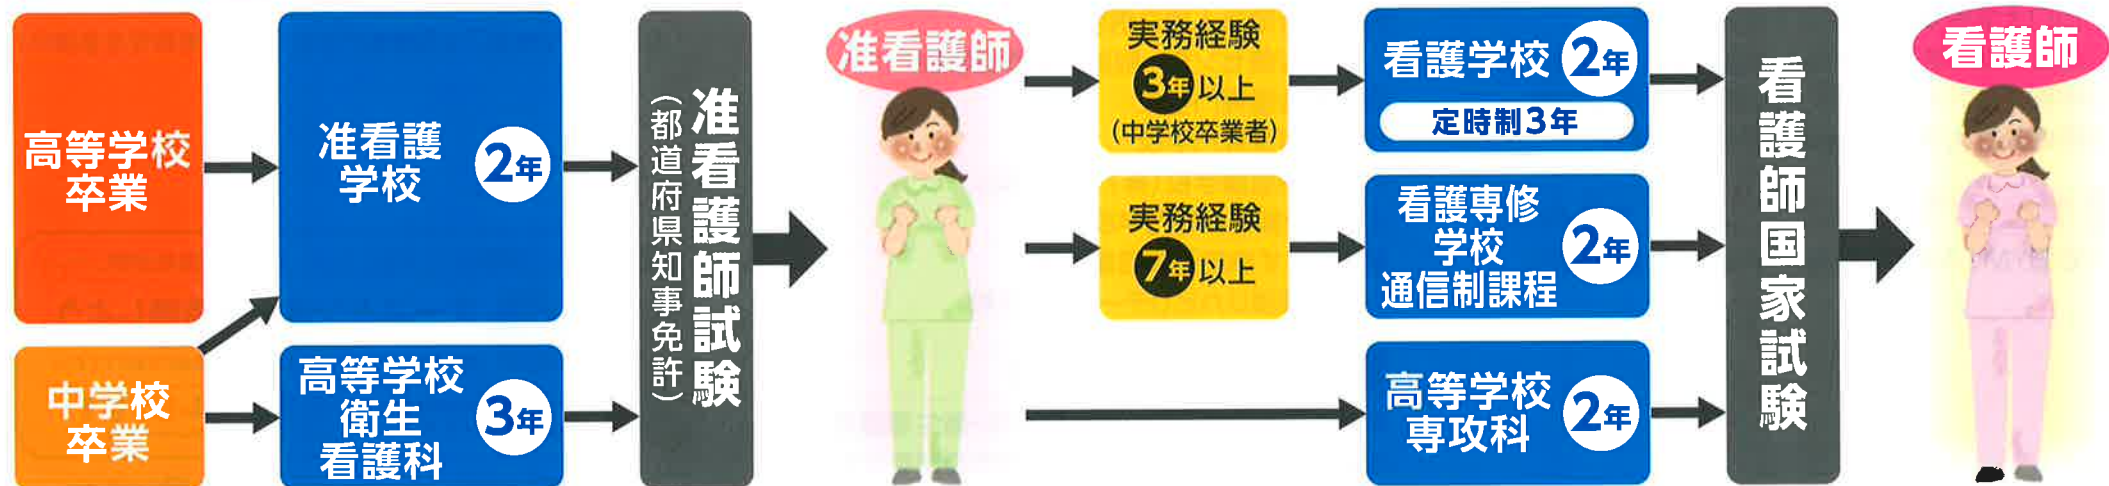 高等学校
卒業
中学校
卒業
准看護
学校
2年
高等学校
衛生
看護科
3年
准看護師試験
（都道府県知事免許）
准看護師
実務経験
3年以上
(中学校卒業者)
実務経験
7年以上
看護学校 2年
定時制3年
看護専修
学校
通信制課程
2年
高等学校
専攻科
2年
看護師国家試験
看護師